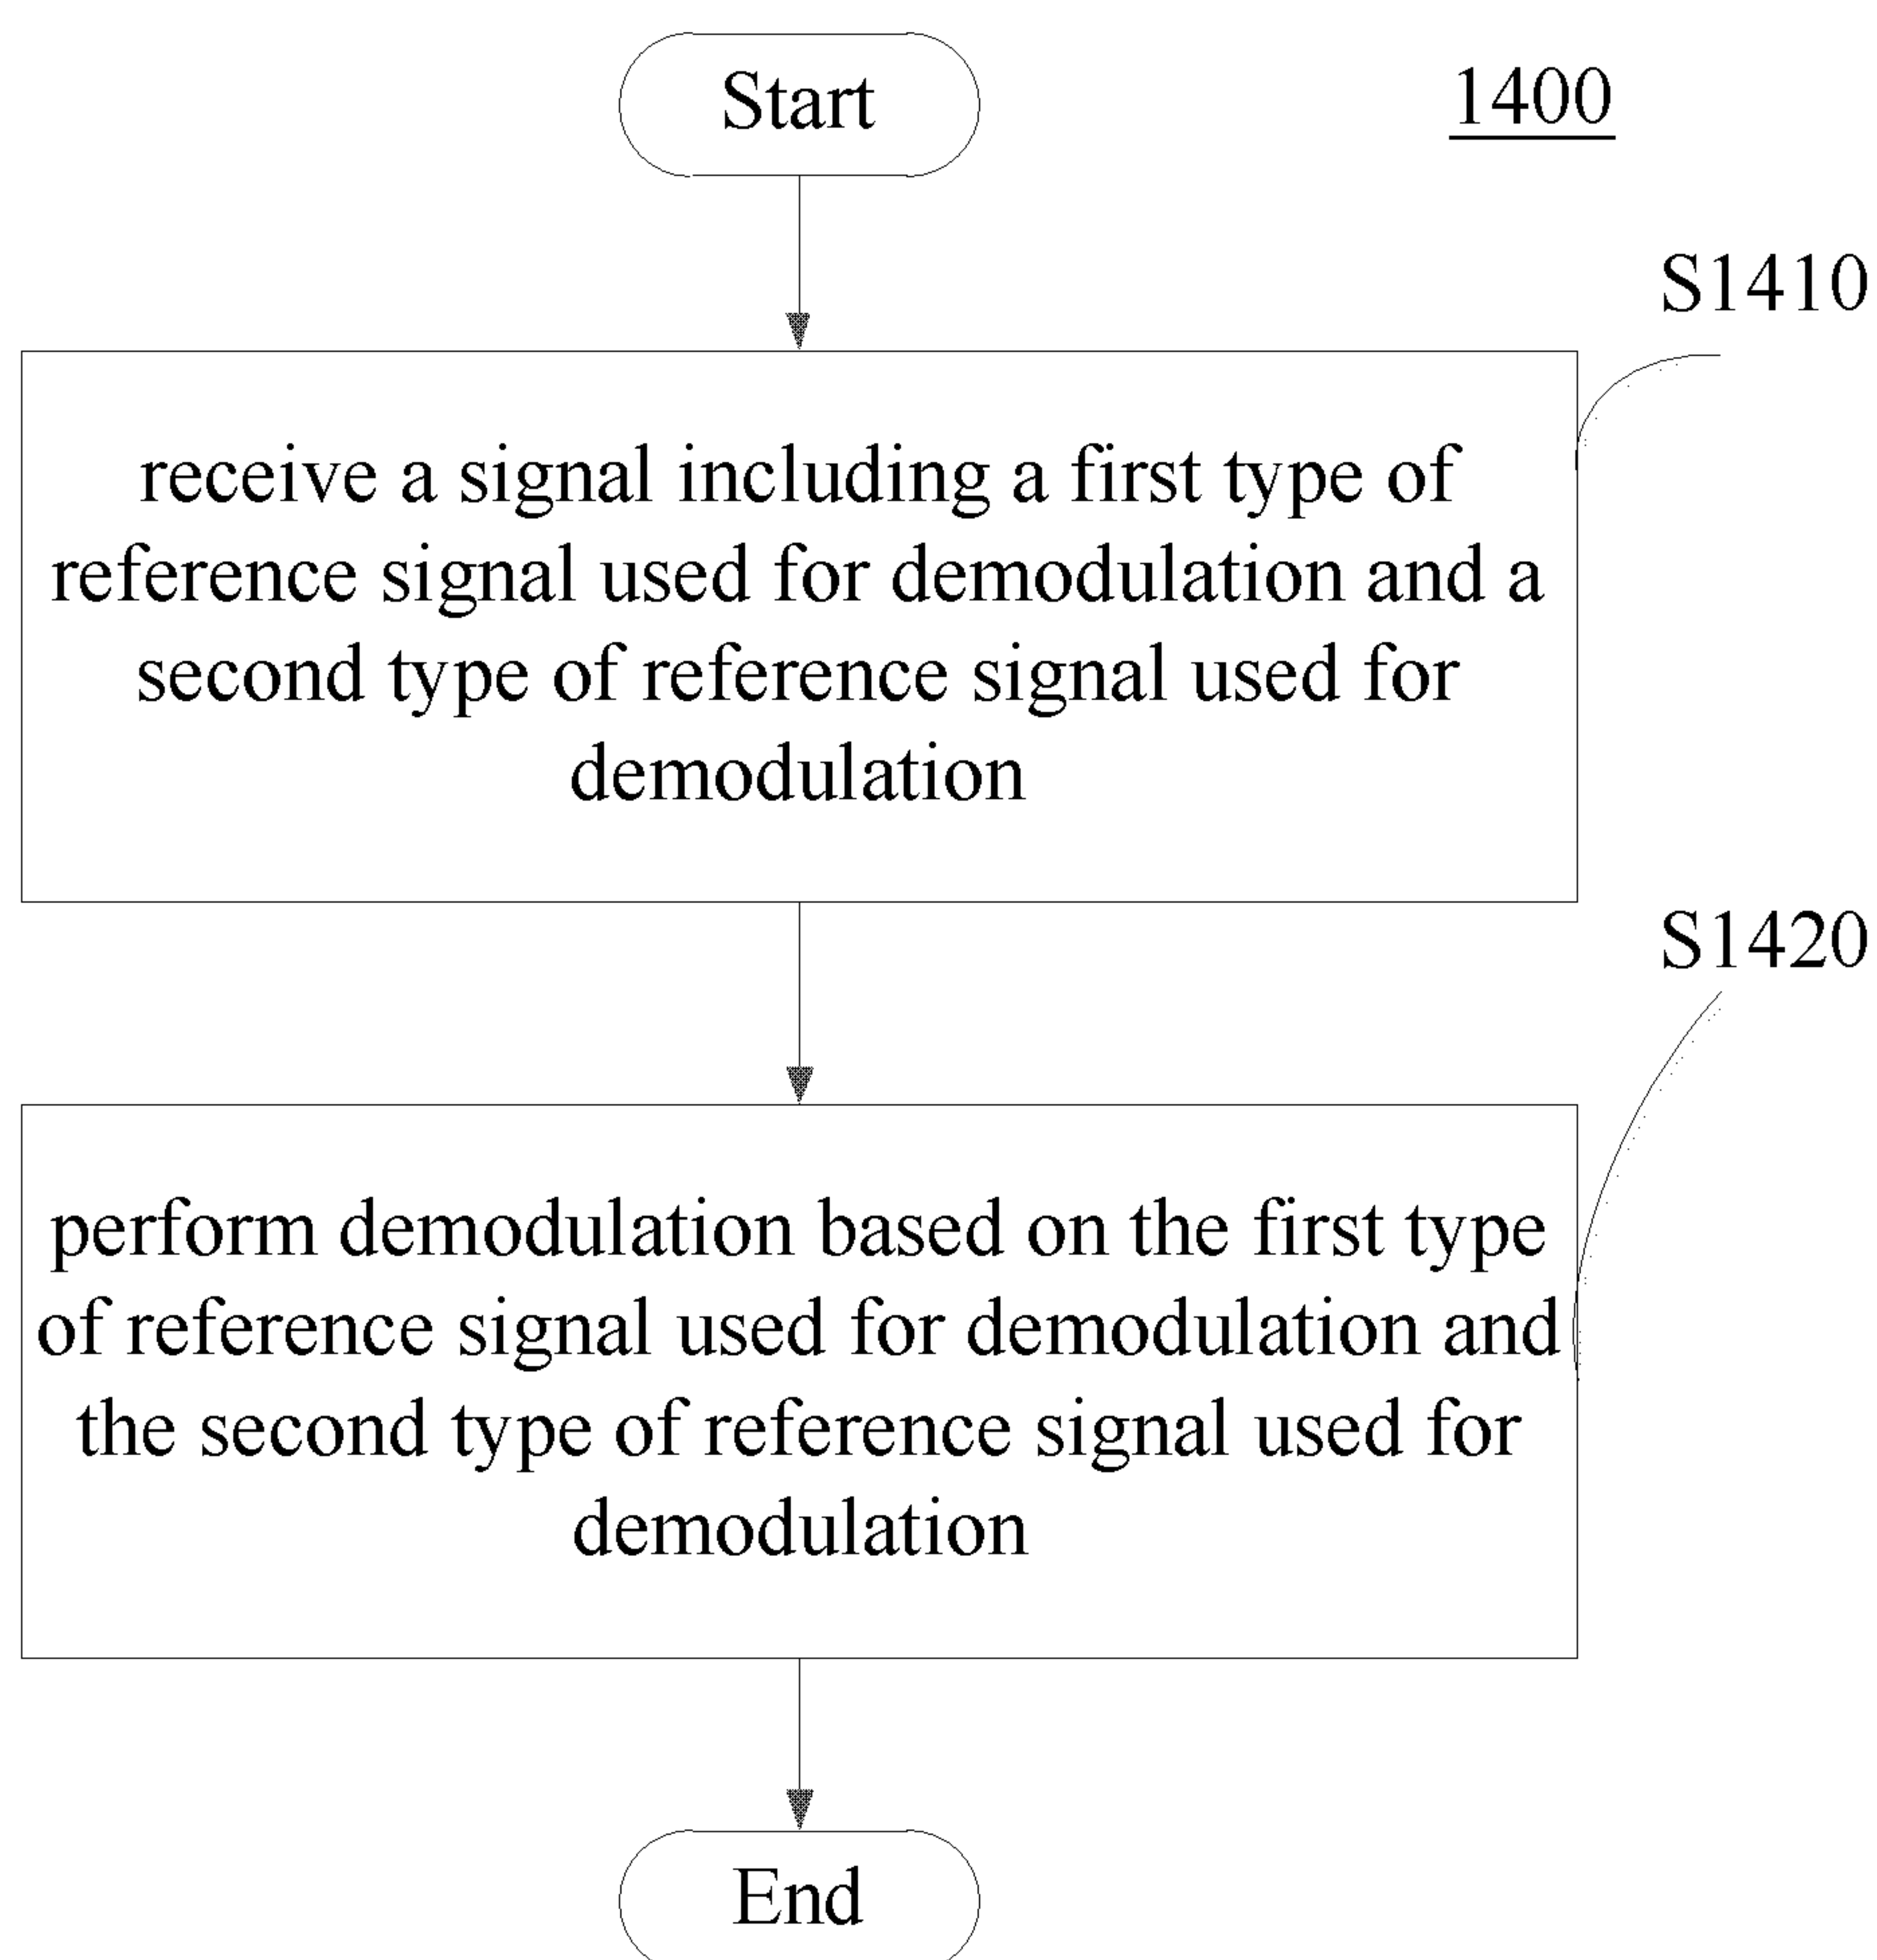 Start
1400
S1410
receive a signal including a first type of
reference signal used for demodulation and a
second type of reference signal used for
demodulation
S1420
perform demodulation based on the first type
of reference signal used for demodulation and
the second type of reference signal used for
demodulation
End